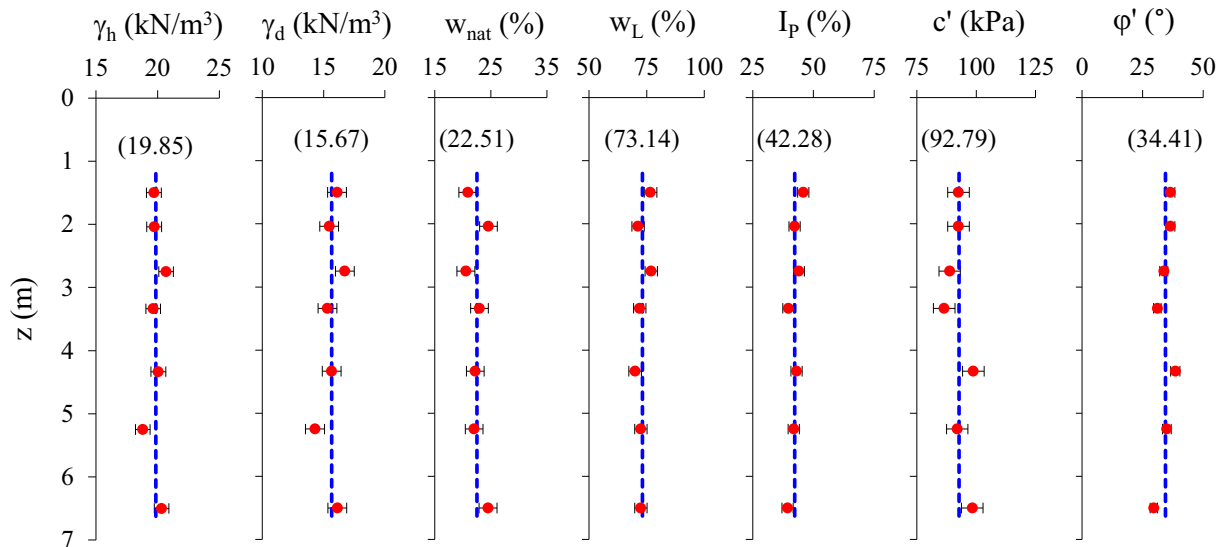 γh (kN/m³) γd (kN/m³) wnat (%) wL (%) IP (%) c' (kPa) φ' (°)
15 20 25 10 15 20 15 25 35 50 75 100 25 50 75 75 100 125 0 25 50
0
(19.85) (15.67) (22.51) (73.14) (42.28) (92.79) (34.41)
1
2
3
z (m)
4
5
6
7